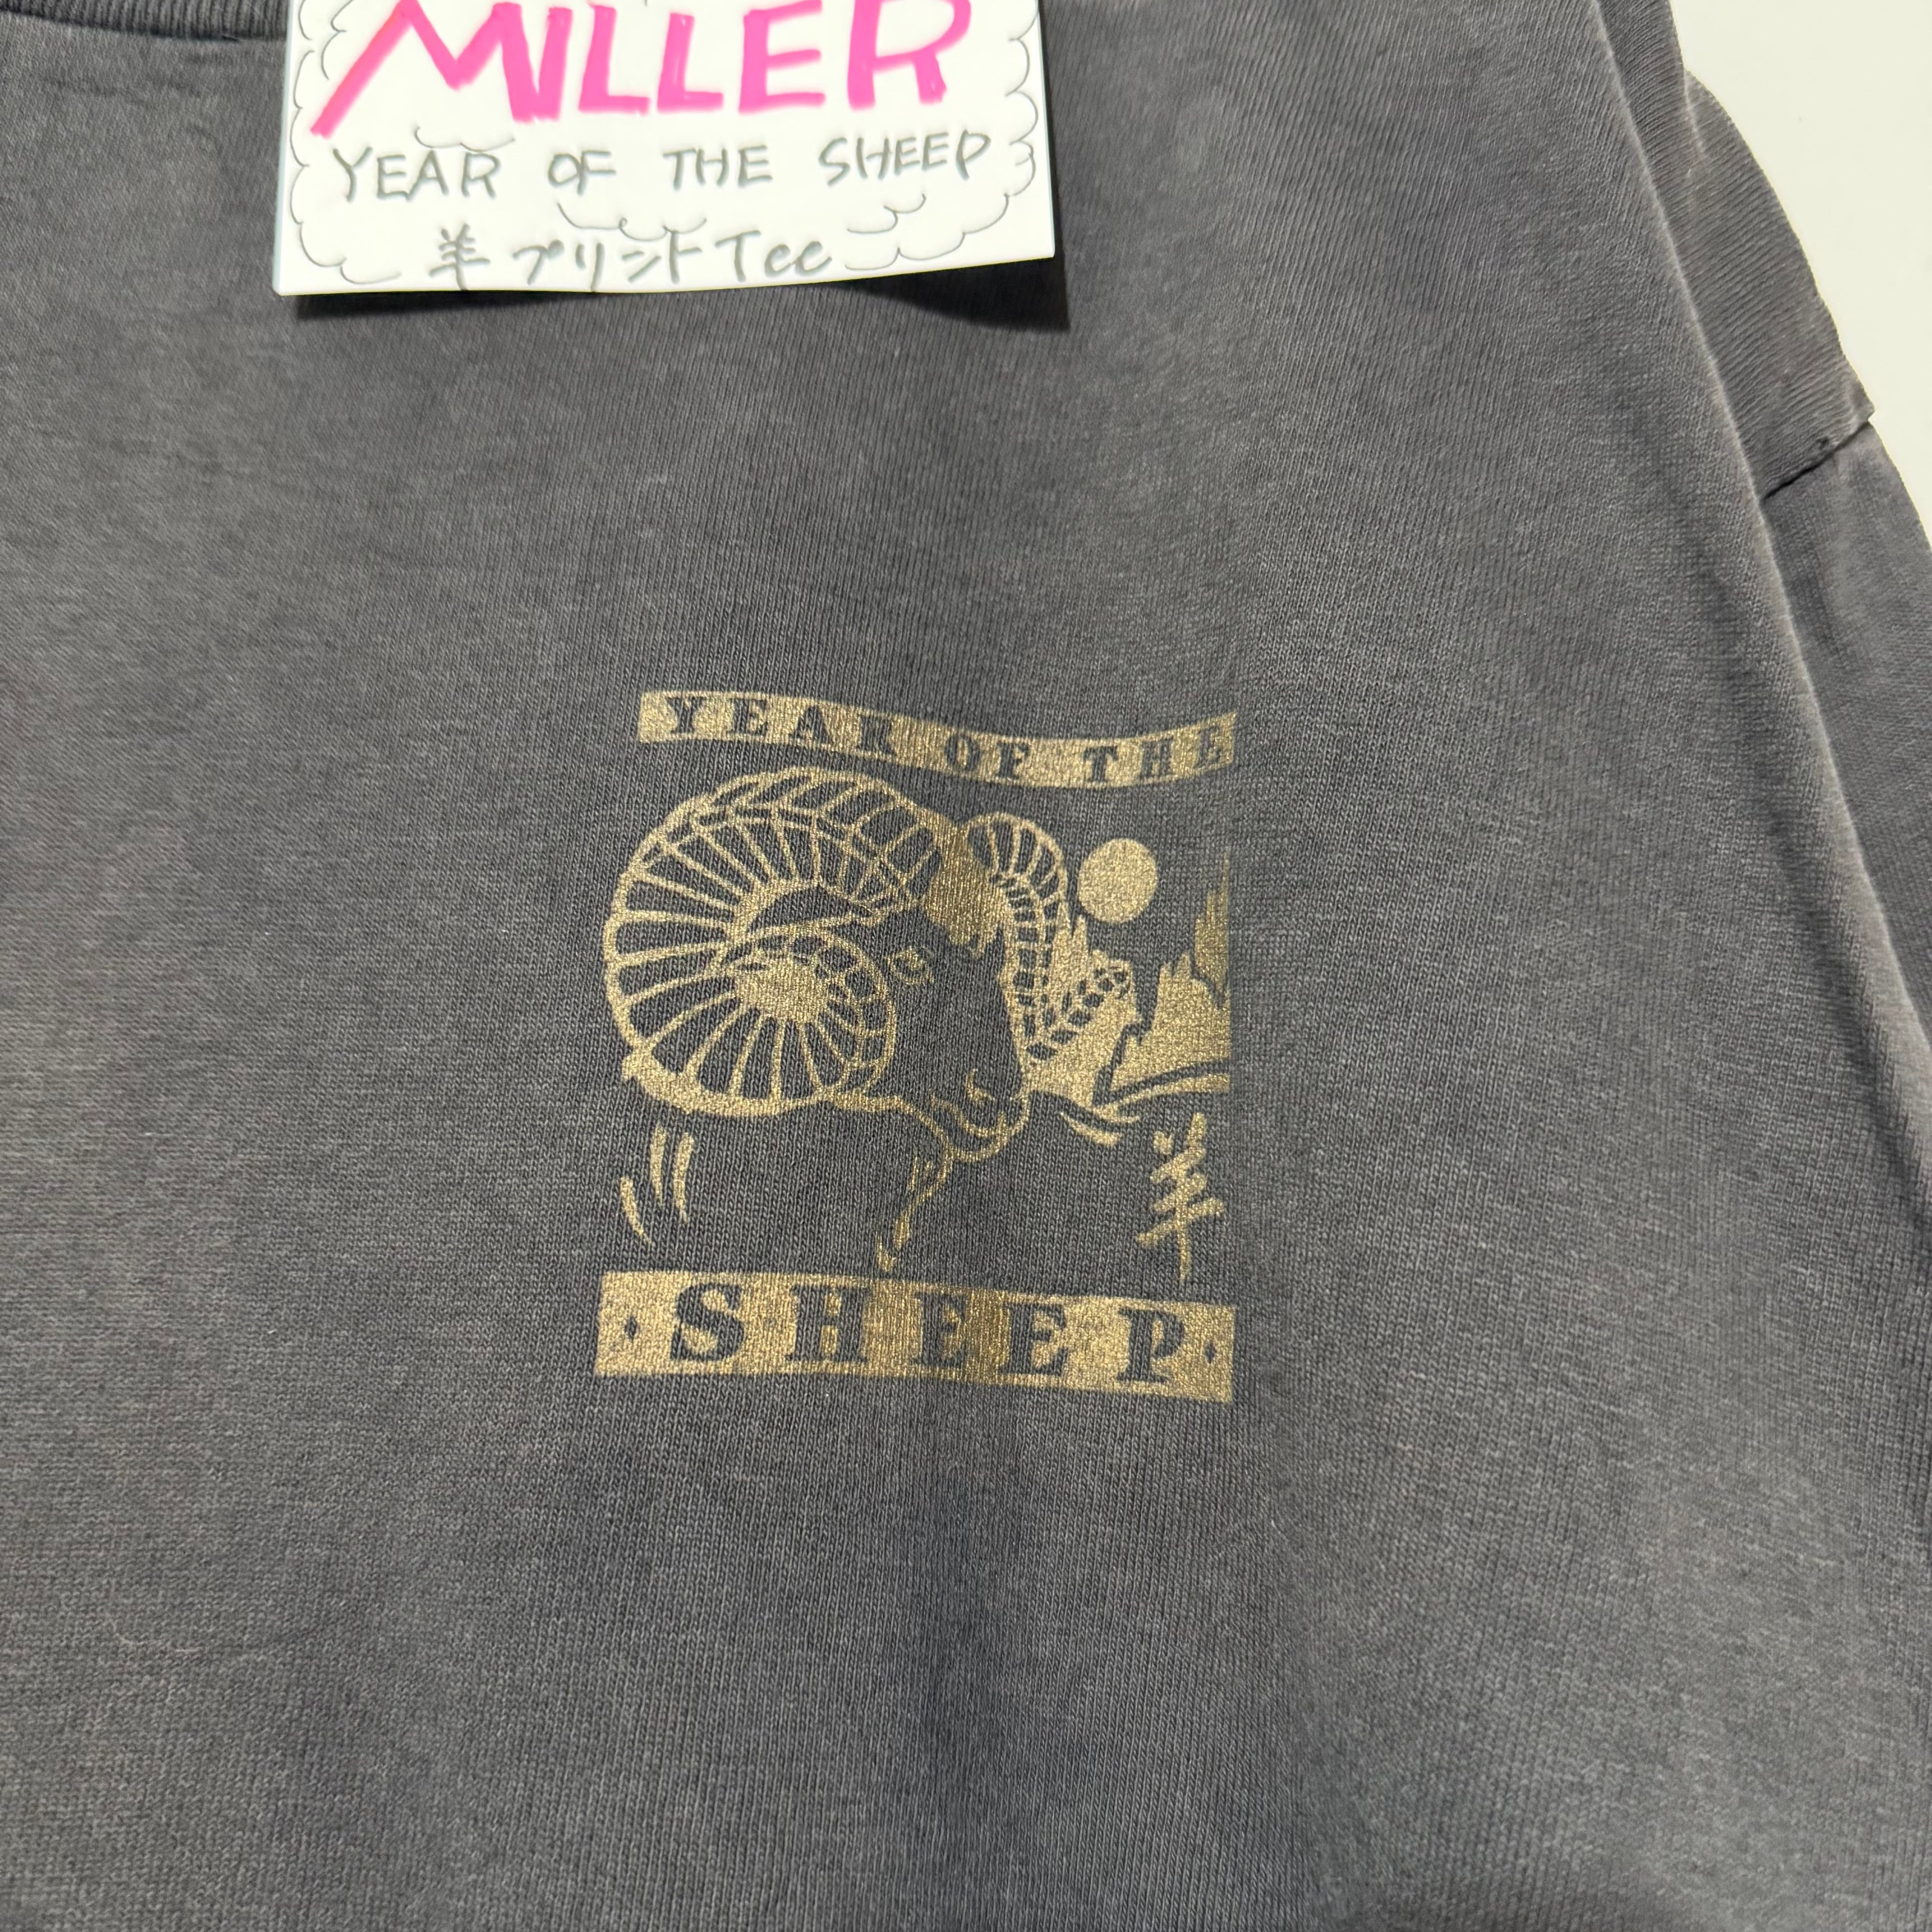 MILLER
YEAR OF THE SHEEP
羊プリントTee
YEAR OF THE
羊
SHEEP